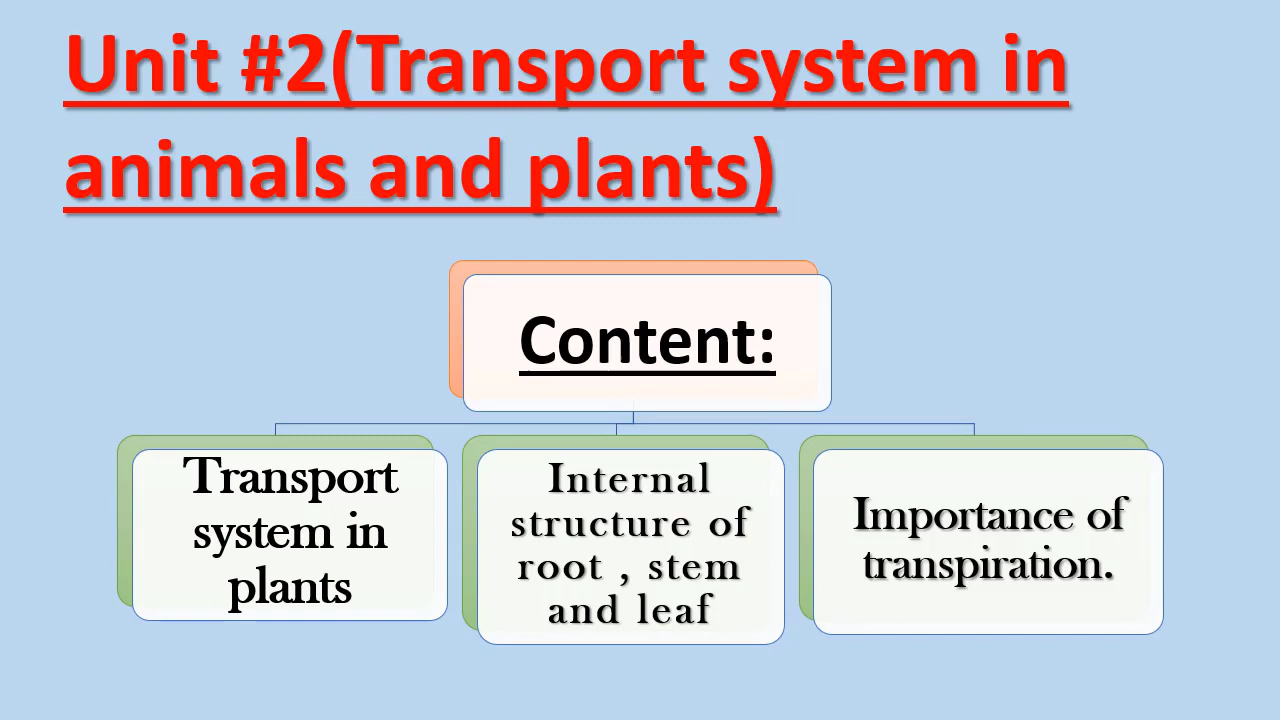 Unit #2(Transport system in
animals and plants)
Content:
Transport
system in
plants
Internal
structure of
root , stem
and leaf
Importance of
transpiration.